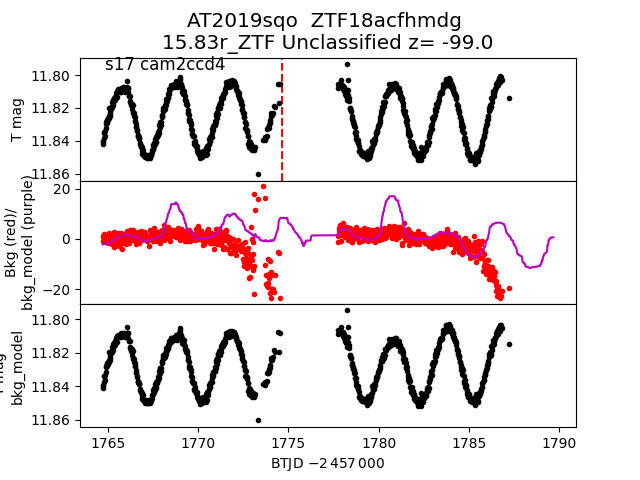 AT2019sqo  ZTF18acfhmdg
15.83r_ZTF Unclassified z= -99.0
s17 cam2ccd4
T mag
11.80
11.82
11.84
11.86
Bkg (red)/
bkg_model (purple)
20
0
−20
bkg_model
11.80
11.82
11.84
11.86
1765 1770 1775 1780 1785 1790
BTJD −2 457 000